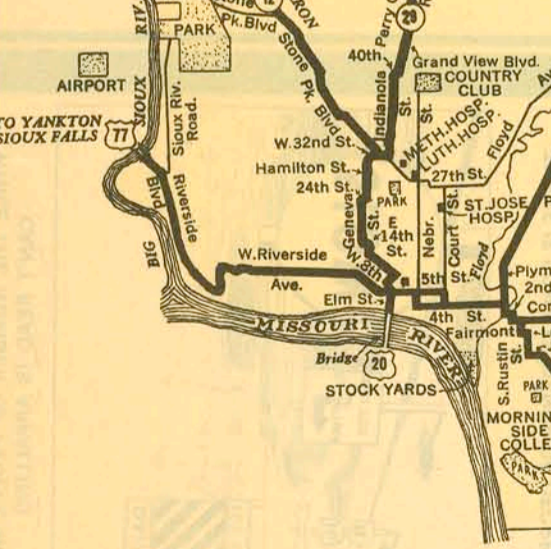 12
RON
29
Perry C
Pk.Blvd
PARK
RIV.
SIOUX
Stone Pk. Blvd.
40th
Grand View Blvd.
COUNTRY
CLUB
AIRPORT
Indianola
St.
St.
TO YANKTON
SIOUX FALLS
77
Sioux Riv.
Road.
METH.HOSP.
LUTH.HOSP.
Floyd
W.32nd St.
Hamilton St.
24th St.
27th St.
PARK
Riverside
Blvd
Geneva
St.
E
14th
St.
Nebr.
Court
St.
ST.JOSE
HOSP.
Floyd
BIG
W.Riverside
Ave.
W.8th
5th St.
Plym
2nd
Elm St.
4th St.
Co
MISSOURI
RIVER
Fairmont
Bridge
20
STOCK YARDS
S.Rustin
St.
PARK
MORNIN
SIDE
COLLE
PARK